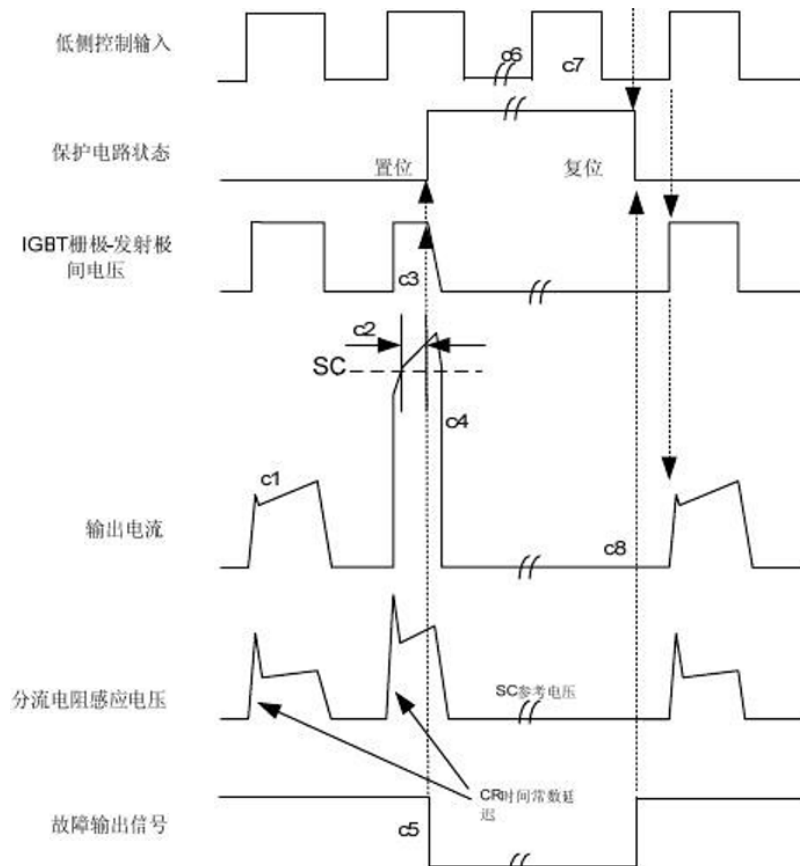 低侧控制输入
c6
c7
保护电路状态
置位
复位
IGBT栅极-发射极
间电压
c3
c2
SC
c4
c1
输出电流
c8
分流电阻感应电压
SC参考电压
CR时间常数延
迟
故障输出信号
c5